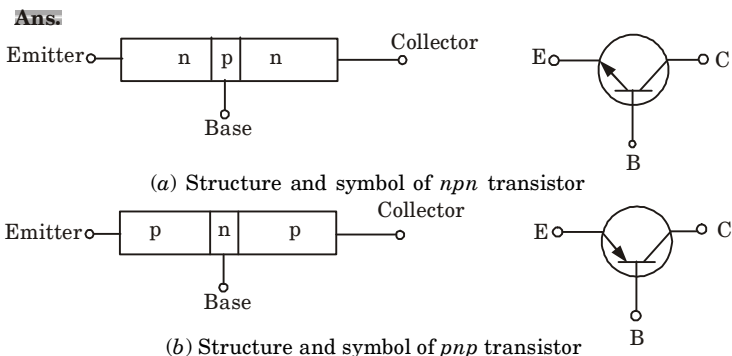 Ans.
Emitter n p n Collector
Base
E C
B
(a) Structure and symbol of npn transistor
Emitter p n p Collector
Base
E C
B
(b) Structure and symbol of pnp transistor